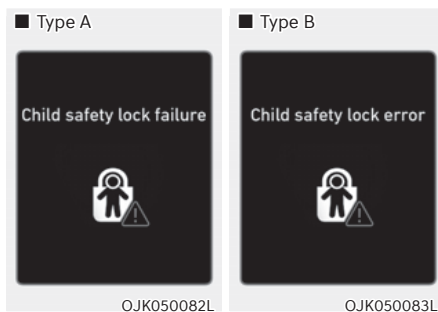 ■ Type A
Child safety lock failure
OJK050082L
■ Type B
Child safety lock error
OJK050083L